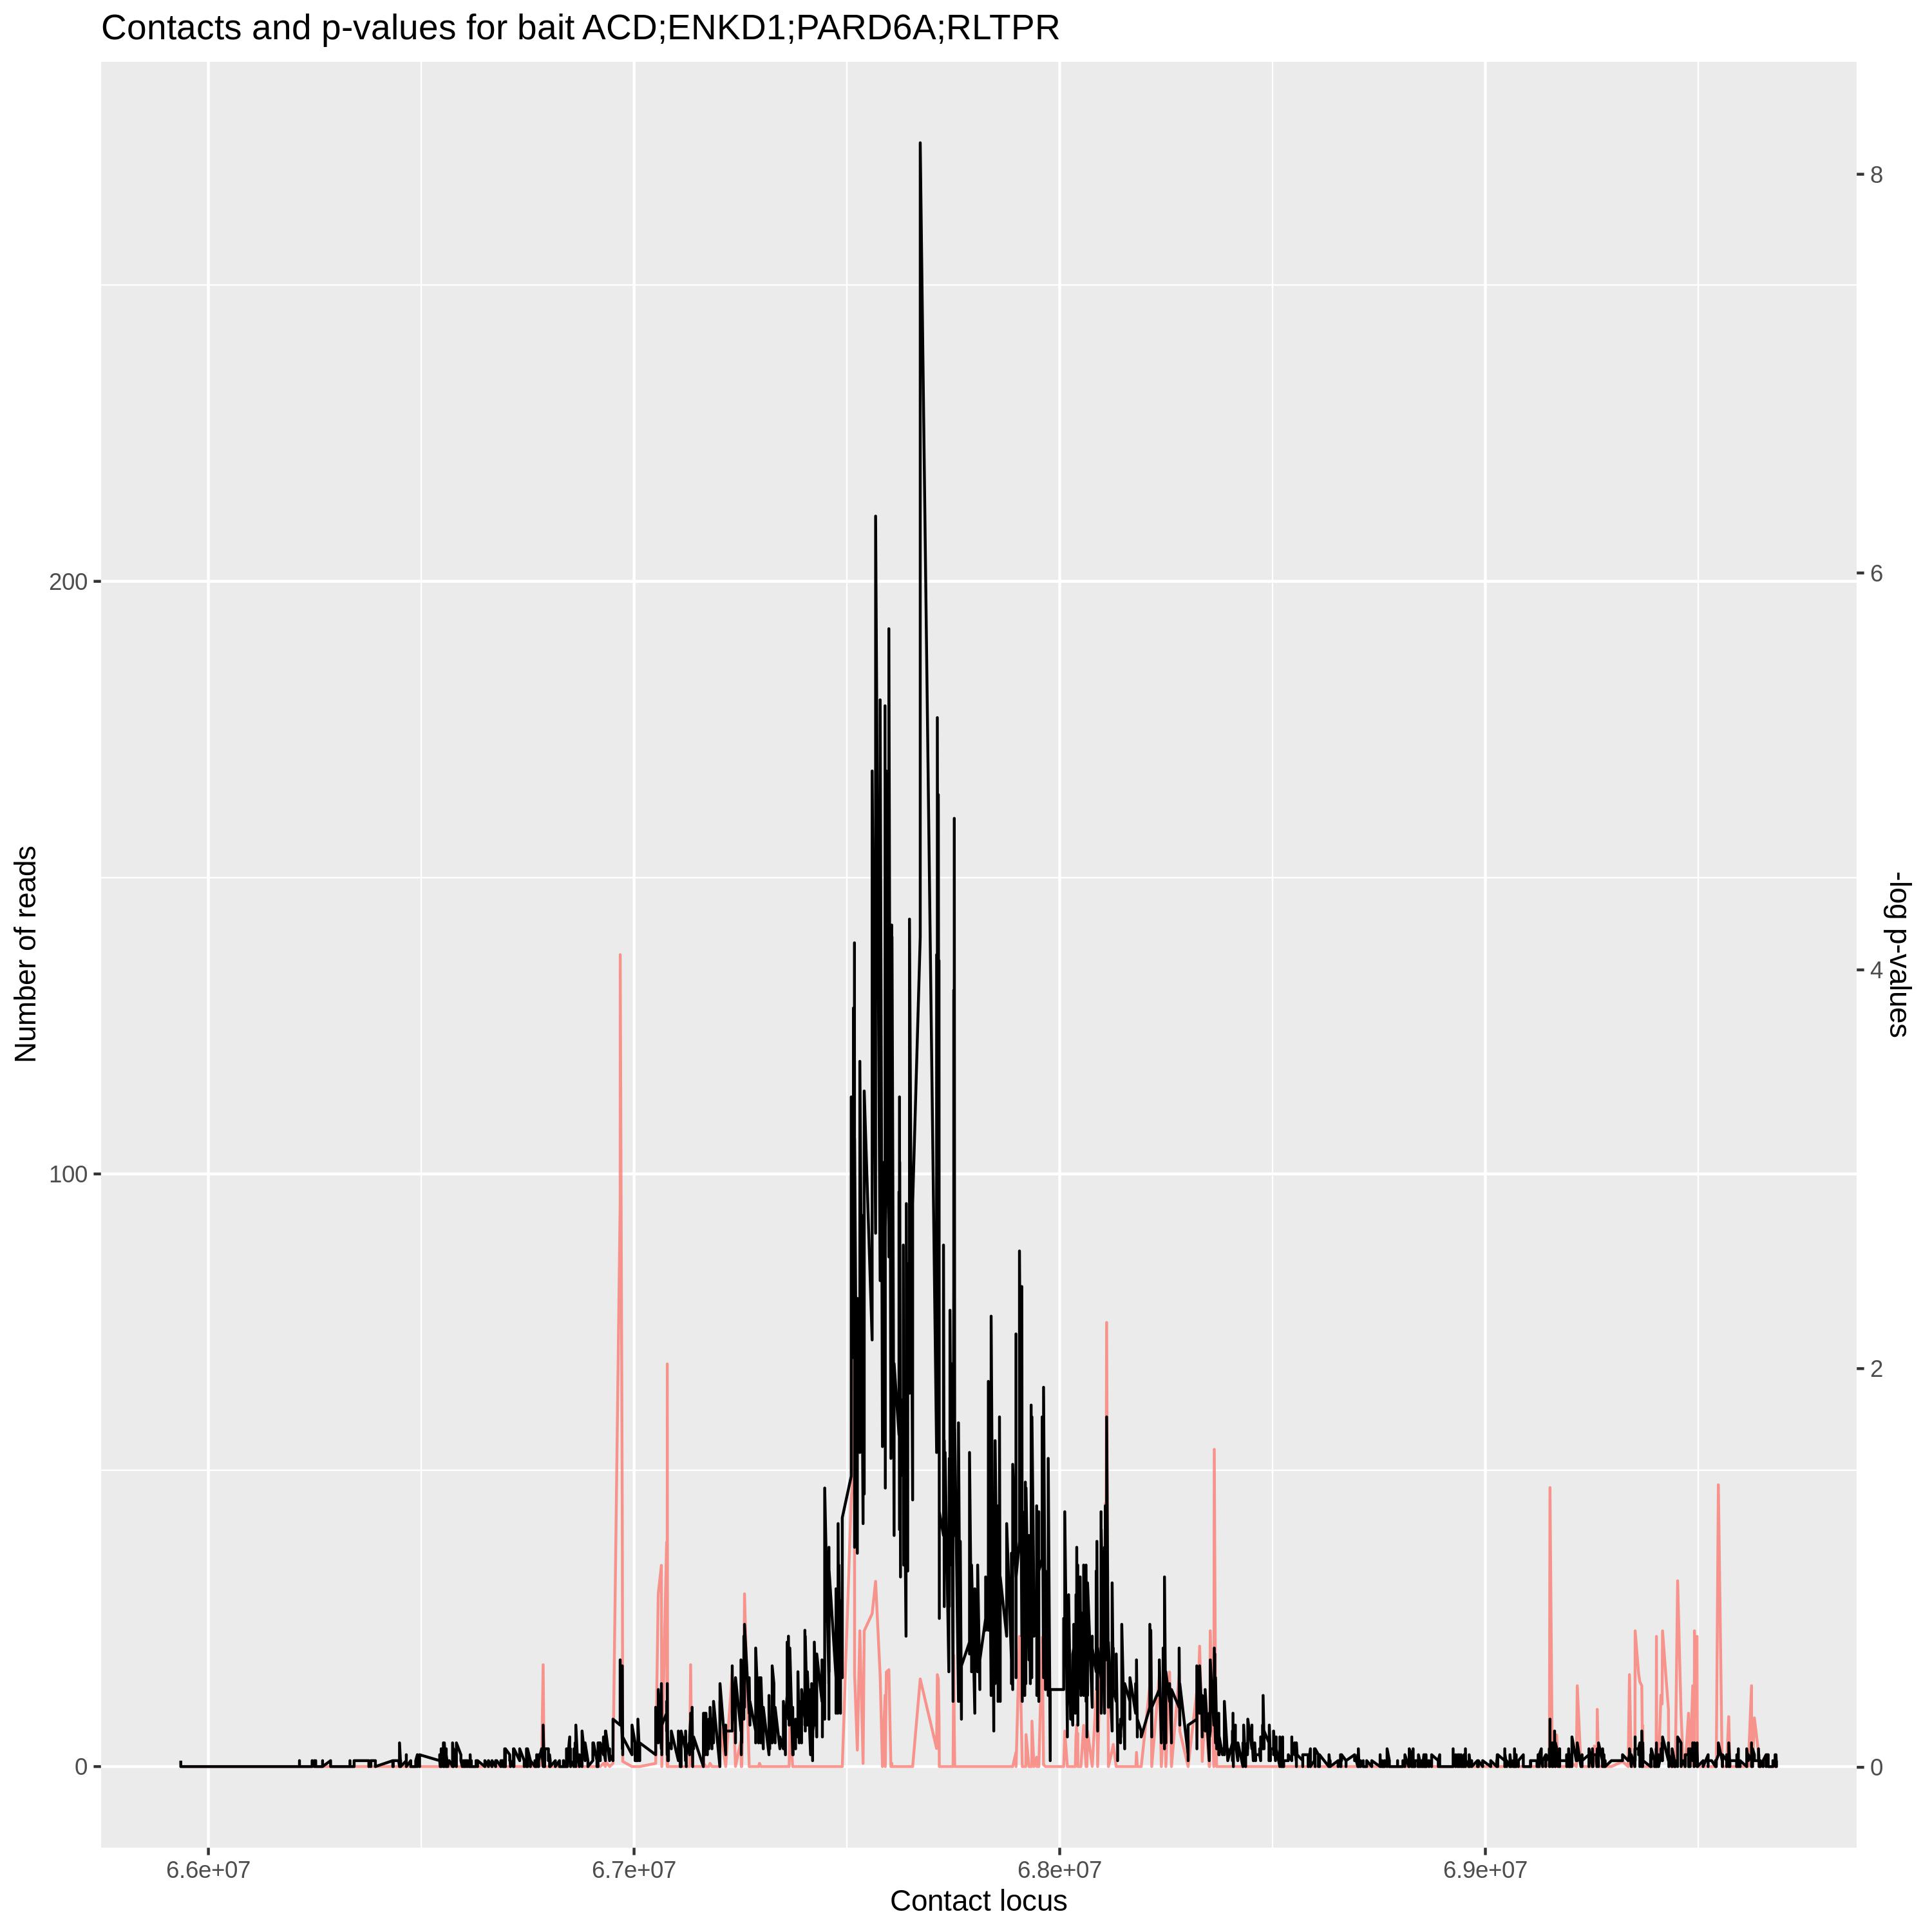 Contacts and p-values for bait ACD;ENKD1;PARD6A;RLTPR
Number of reads
200
100
0
8
6
4
2
0
-log p-values
6.6e+07
6.7e+07
6.8e+07
6.9e+07
Contact locus